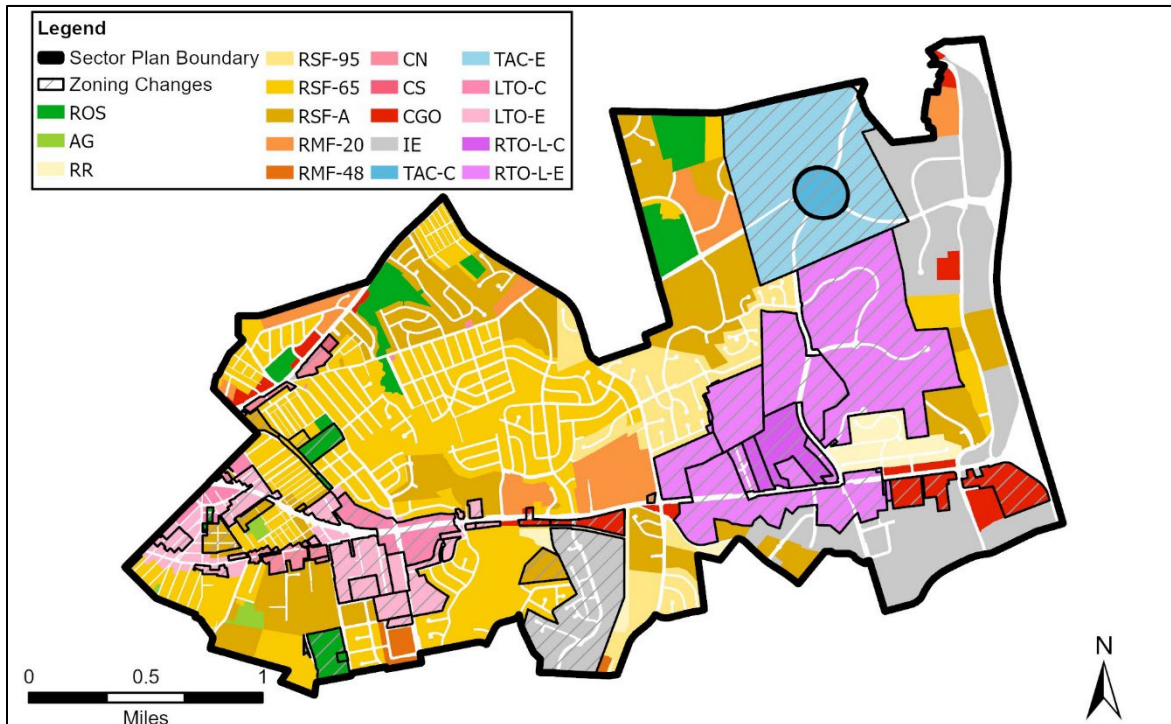 Legend
Sector Plan Boundary
Zoning Changes
ROS
AG
RR
RSF-95
RSF-65
RSF-A
RMF-20
RMF-48
CN
CS
CGO
IE
TAC-C
TAC-E
LTO-C
LTO-E
RTO-L-C
RTO-L-E
0 0.5 1
Miles
N